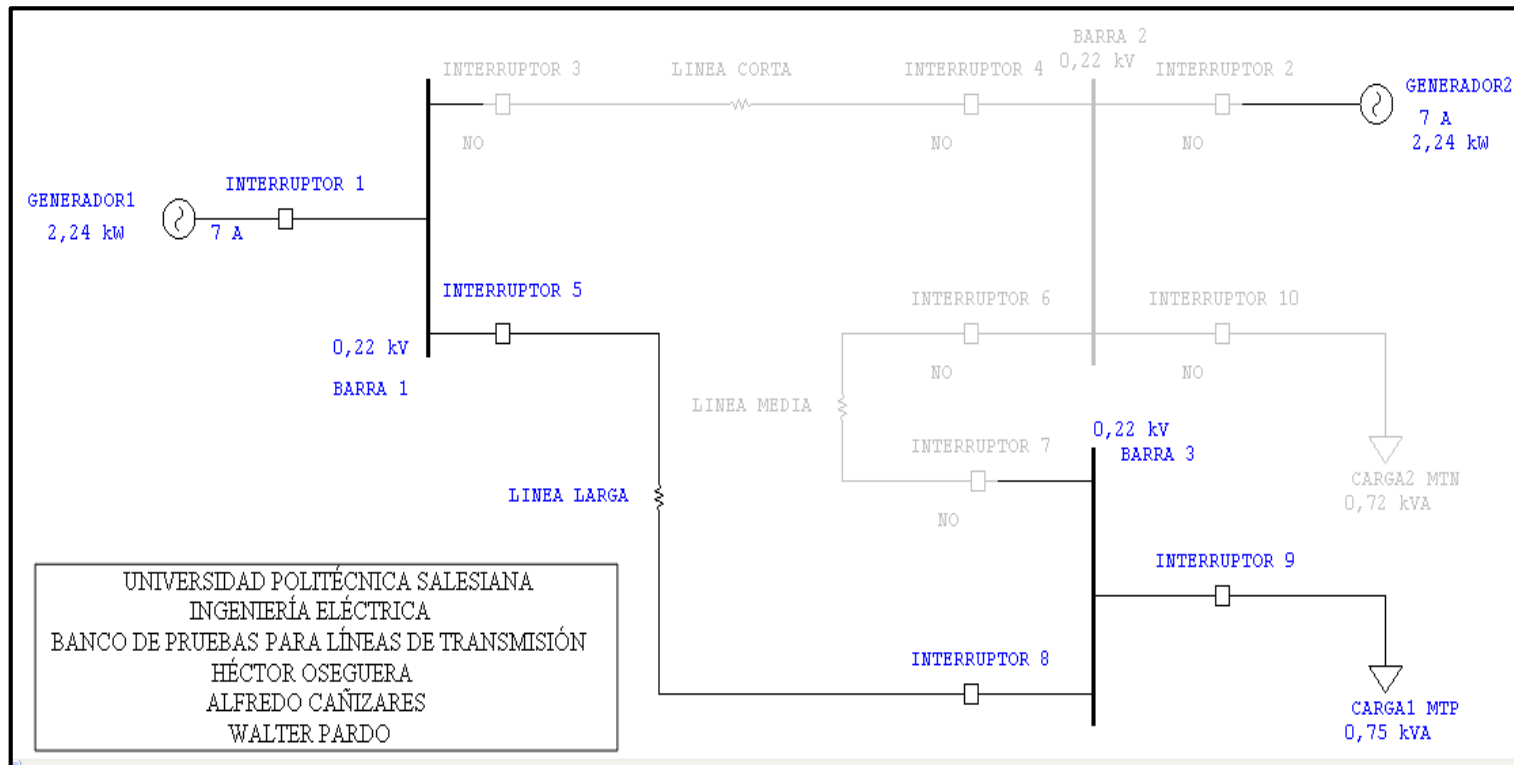 BARRA 2
0,22 kV
INTERRUPTOR 3
LINEA CORTA
INTERRUPTOR 4
INTERRUPTOR 2
GENERADOR2
7 A
2,24 kW
NO
NO
NO
INTERRUPTOR 1
GENERADOR1
2,24 kW
7 A
INTERRUPTOR 5
INTERRUPTOR 6
INTERRUPTOR 10
0,22 kV
BARRA 1
NO
NO
LINEA MEDIA
0,22 kV
BARRA 3
INTERRUPTOR 7
CARGA2 MTN
0,72 kVA
LINEA LARGA
NO
INTERRUPTOR 9
UNIVERSIDAD POLITÉCNICA SALESIANA
INGENIERÍA ELÉCTRICA
BANCO DE PRUEBAS PARA LÍNEAS DE TRANSMISIÓN
HÉCTOR OSEGUERA
ALFREDO CAÑIZARES
WALTER PARDO
INTERRUPTOR 8
CARGA1 MTP
0,75 kVA